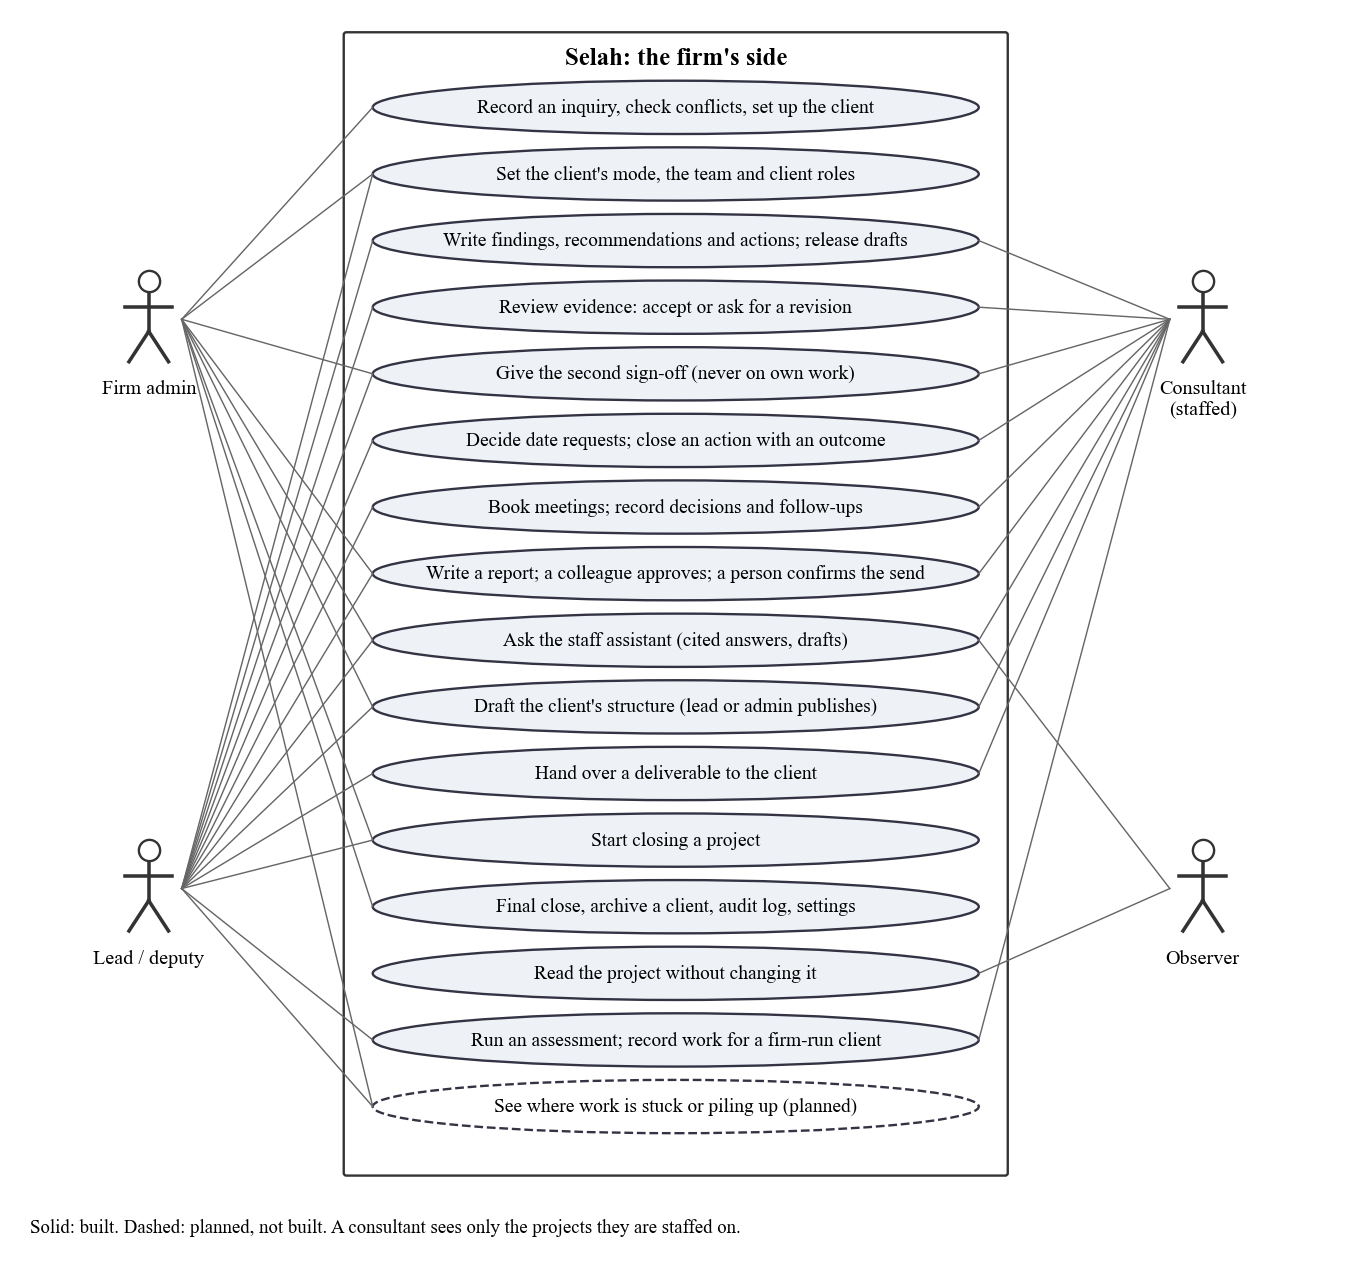 Selah: the firm's side
Record an inquiry, check conflicts, set up the client
Set the client's mode, the team and client roles
Write findings, recommendations and actions; release drafts
Review evidence: accept or ask for a revision
Give the second sign-off (never on own work)
Decide date requests; close an action with an outcome
Book meetings; record decisions and follow-ups
Write a report; a colleague approves; a person confirms the send
Ask the staff assistant (cited answers, drafts)
Draft the client's structure (lead or admin publishes)
Hand over a deliverable to the client
Start closing a project
Final close, archive a client, audit log, settings
Read the project without changing it
Run an assessment; record work for a firm-run client
See where work is stuck or piling up (planned)
Firm admin
Lead / deputy
Consultant
(staffed)
Observer
Solid: built. Dashed: planned, not built. A consultant sees only the projects they are staffed on.